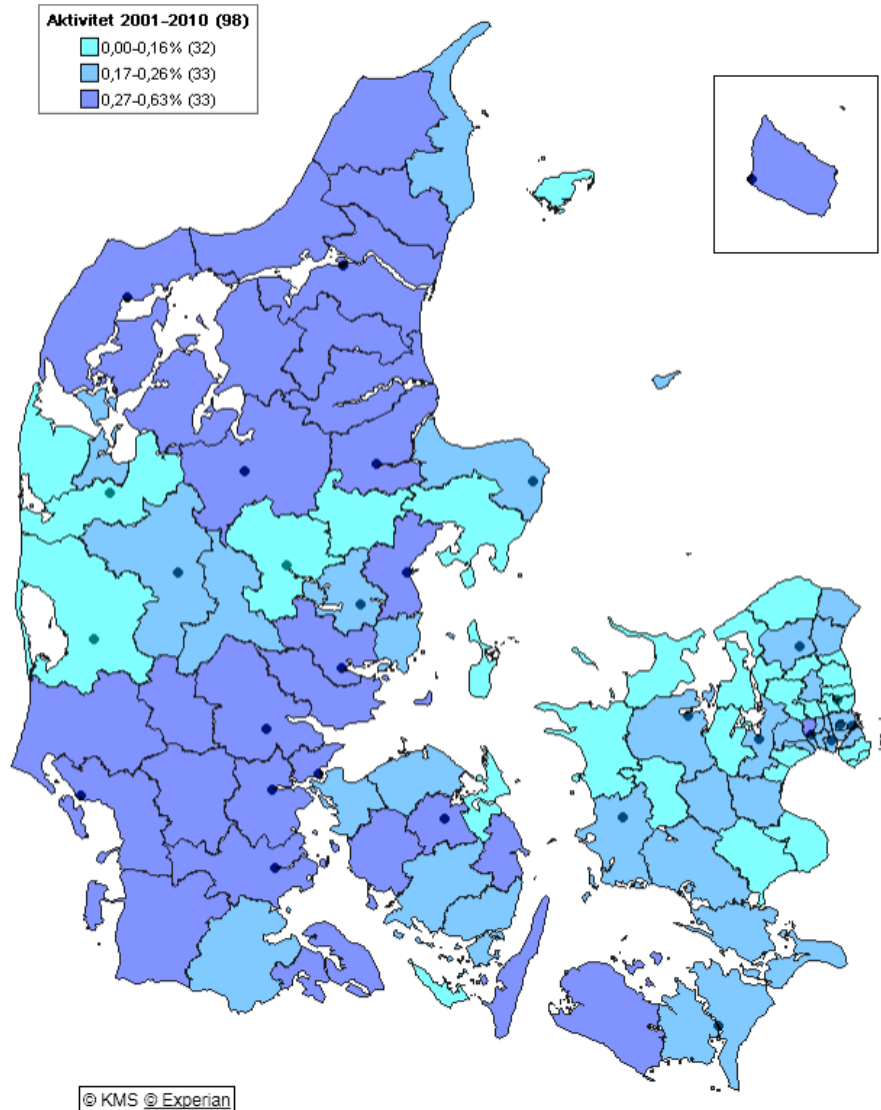 Aktivitet 2001-2010 (98)
0,00-0,16% (32)
0,17-0,26% (33)
0,27-0,63% (33)
© KMS © Experian